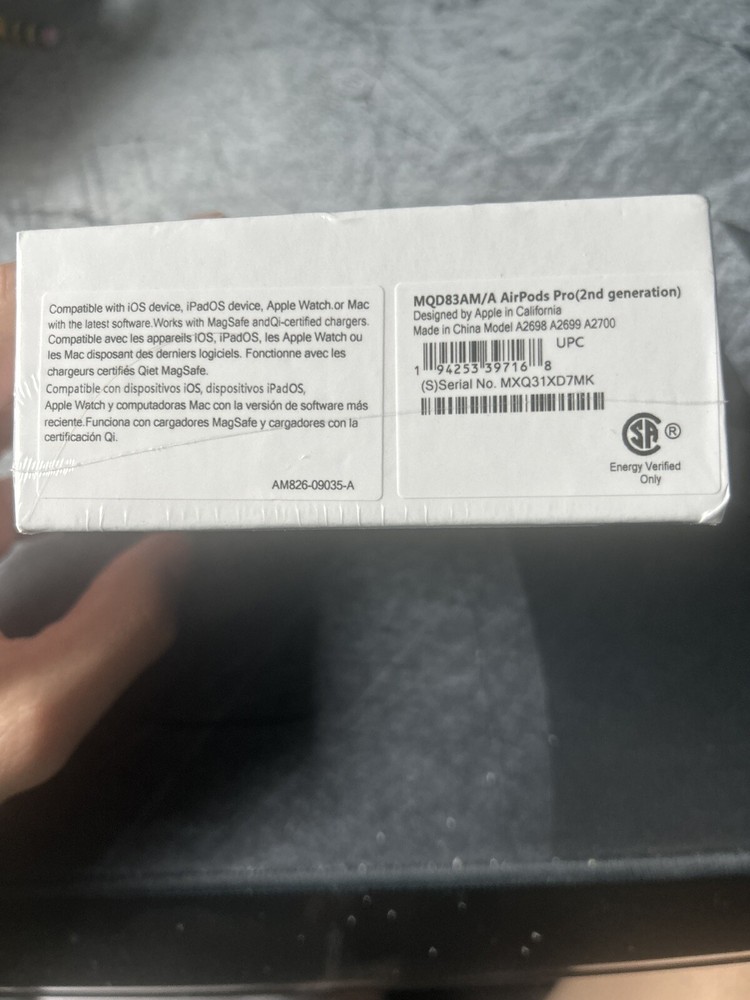 Compatible with iOS device, iPadOS device, Apple Watch.or Mac
with the latest software.Works with MagSafe andQi-certified chargers.
Compatible avec les appareils iOS, iPadOS, les Apple Watch ou
les Mac disposant des derniers logiciels. Fonctionne avec les
chargeurs certifiés Qiet MagSafe.
Compatible con dispositivos iOS, dispositivos iPadOS,
Apple Watch y computadoras Mac con la versión de software más
reciente.Funciona con cargadores MagSafe y cargadores con la
certificación Qi.
AM826-09035-A
MQD83AM/A AirPods Pro(2nd generation)
Designed by Apple in California
Made in China Model A2698 A2699 A2700
UPC
1 94253 39716 8
(S)Serial No. MXQ31XD7MK
SA ®
Energy Verified
Only